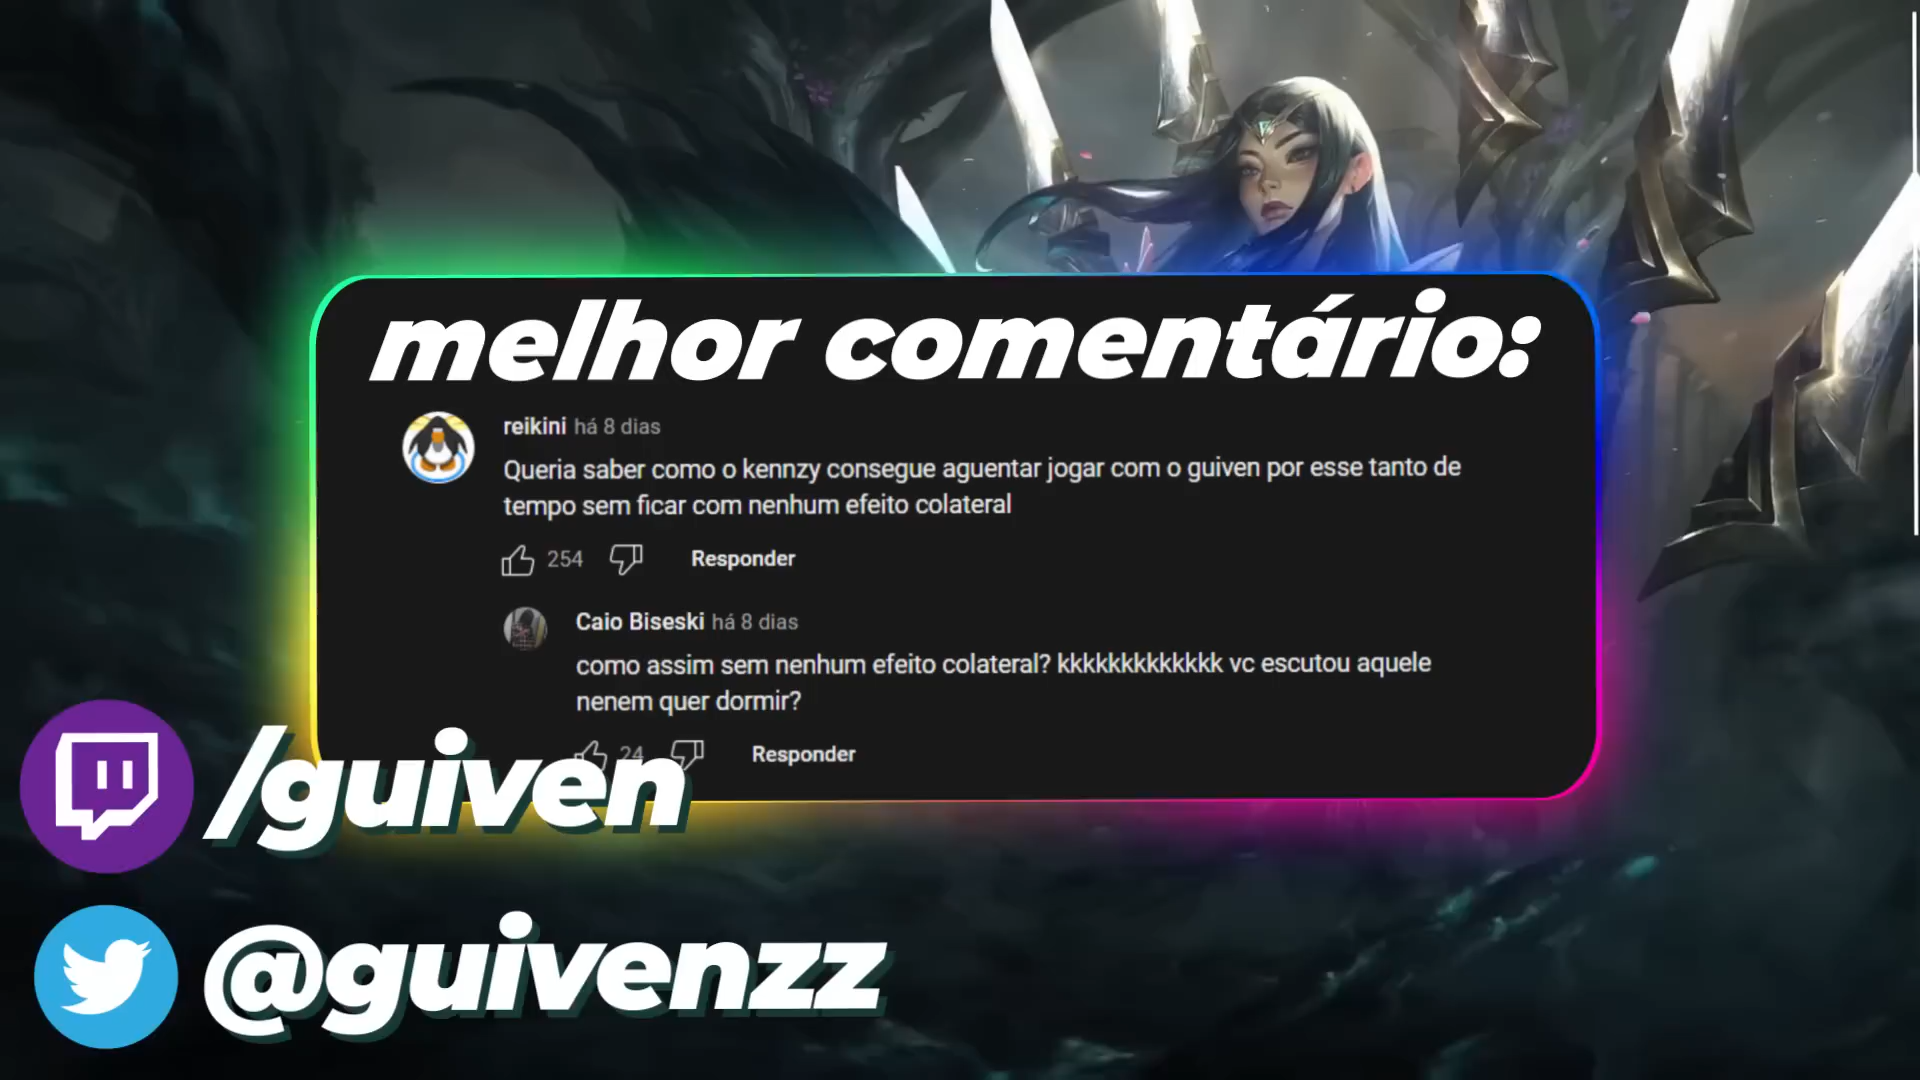 melhor comentário:
reikini há 8 dias
Queria saber como o kennzy consegue aguentar jogar com o guiven por esse tanto de
tempo sem ficar com nenhum efeito colateral
254 Responder
Caio Biseski há 8 dias
como assim sem nenhum efeito colateral? kkkkkkkkkkkkk vc escutou aquele
nenem quer dormir?
24 Responder
/guiven
@guivenzz